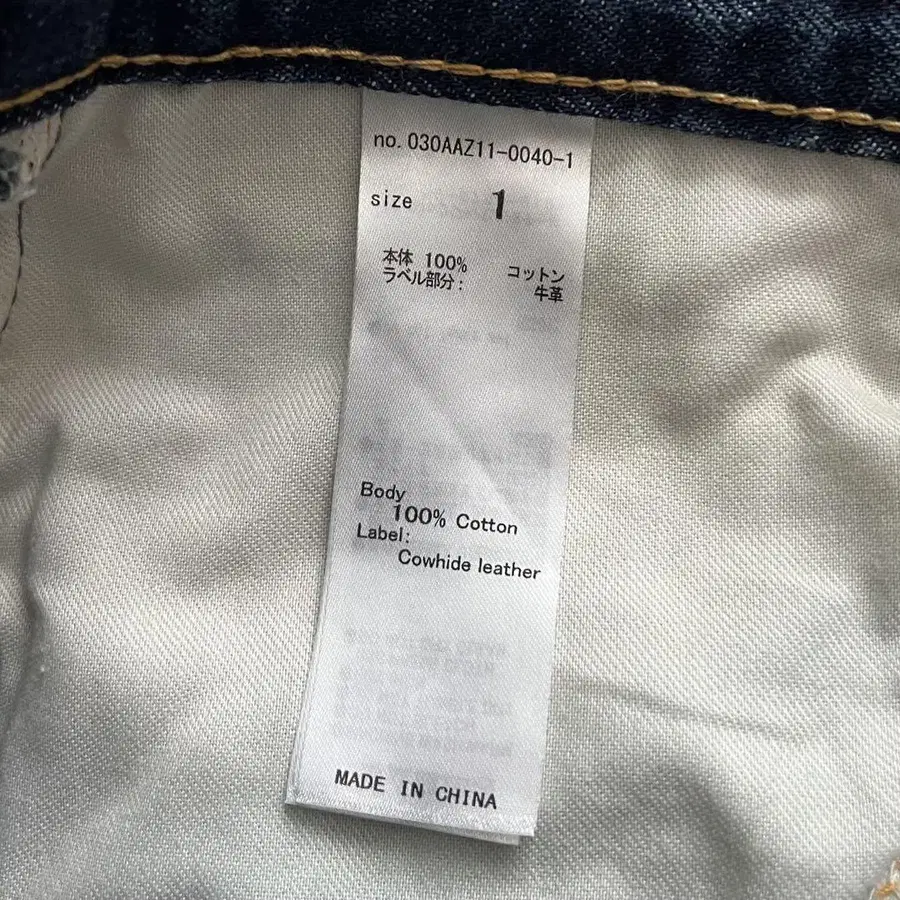 no. 030AAZ11-0040-1
size 1
本体 100% コットン
ラベル部分: 牛革
Body
100% Cotton
Label:
Cowhide leather
MADE IN CHINA